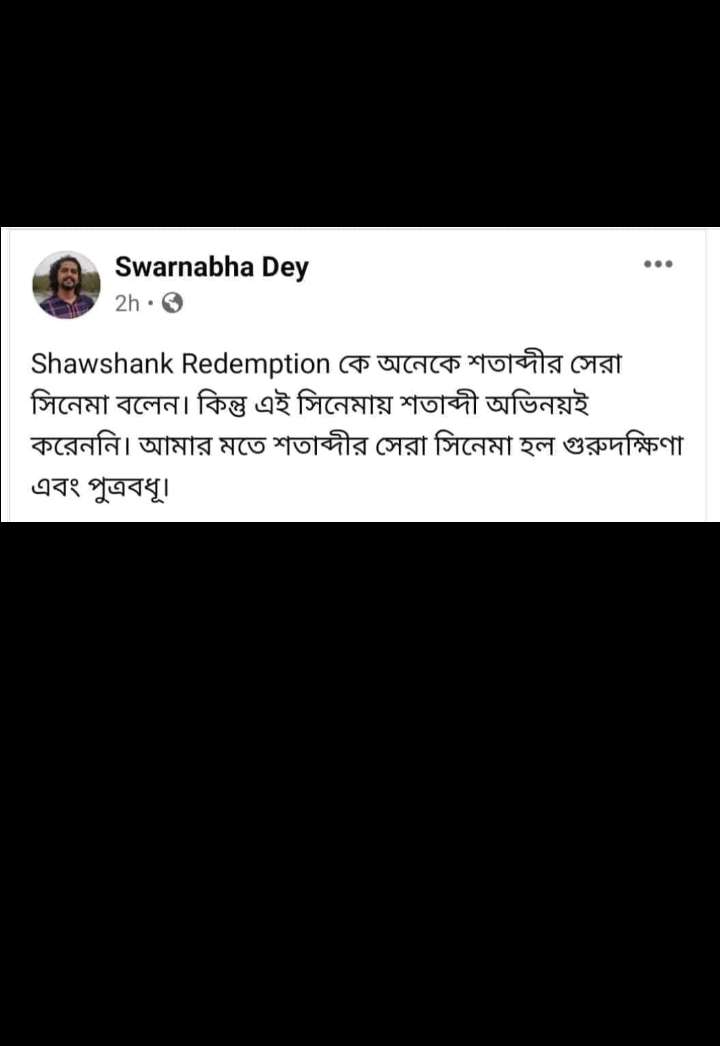 Swarnabha Dey
2h
Shawshank Redemption কে অনেকে শতাব্দীর সেরা
সিনেমা বলেন। কিন্তু এই সিনেমায় শতাব্দী অভিনয়ই
করেননি। আমার মতে শতাব্দীর সেরা সিনেমা হল গুরুদক্ষিণা
এবং পুত্রবধূ।